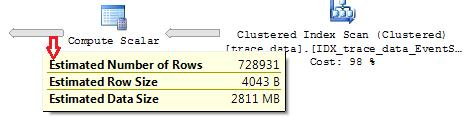 Compute Scalar
Clustered Index Scan (Clustered)
[trace_data].[IDX_trace_data_EventS…
Cost: 98 %
Estimated Number of Rows 728931
Estimated Row Size 4043 B
Estimated Data Size 2811 MB